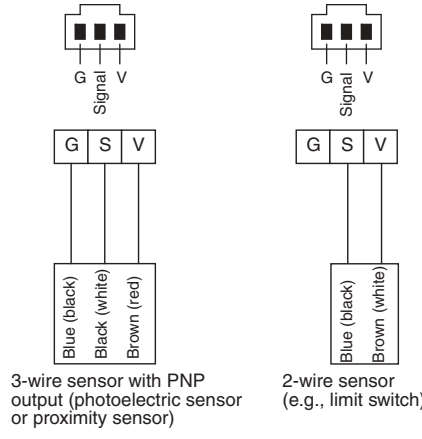 G Signal V
G S V
Blue (black)
Black (white)
Brown (red)
3-wire sensor with PNP
output (photoelectric sensor
or proximity sensor)
G Signal V
G S V
Blue (black)
Brown (white)
2-wire sensor
(e.g., limit switch)